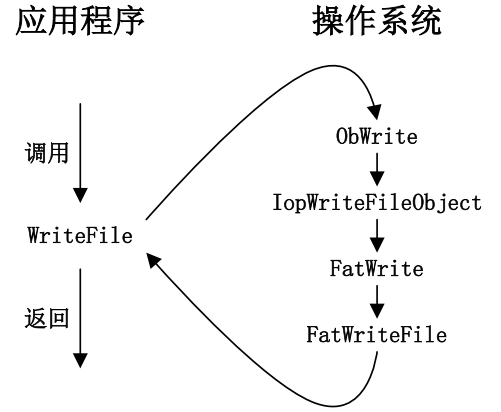 应用程序
操作系统
调用
WriteFile
返回
ObWrite
IopWriteFileObject
FatWrite
FatWriteFile